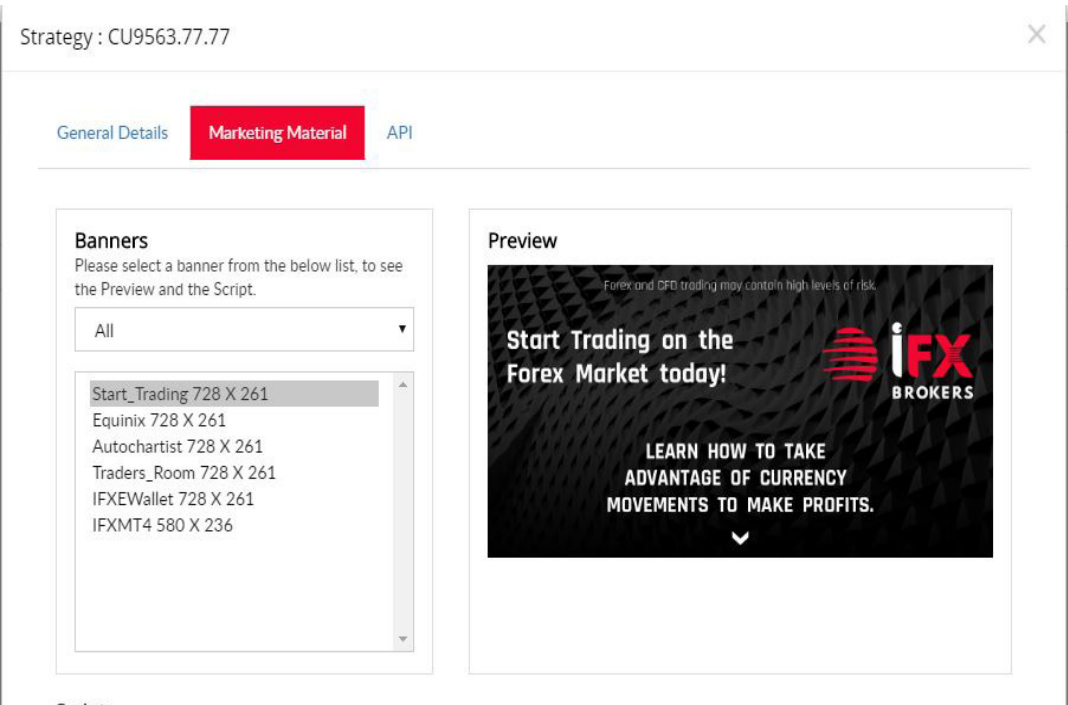 Strategy : CU9563.77.77
General Details
Marketing Material
API
Banners
Please select a banner from the below list, to see
the Preview and the Script.
All
Start_Trading 728 X 261
Equinix 728 X 261
Autochartist 728 X 261
Traders_Room 728 X 261
IFXEWallet 728 X 261
IFXMT4 580 X 236
Preview
Forex and CFD trading may contain high levels of risk.
Start Trading on the
Forex Market today!
iFX
BROKERS
LEARN HOW TO TAKE
ADVANTAGE OF CURRENCY
MOVEMENTS TO MAKE PROFITS.